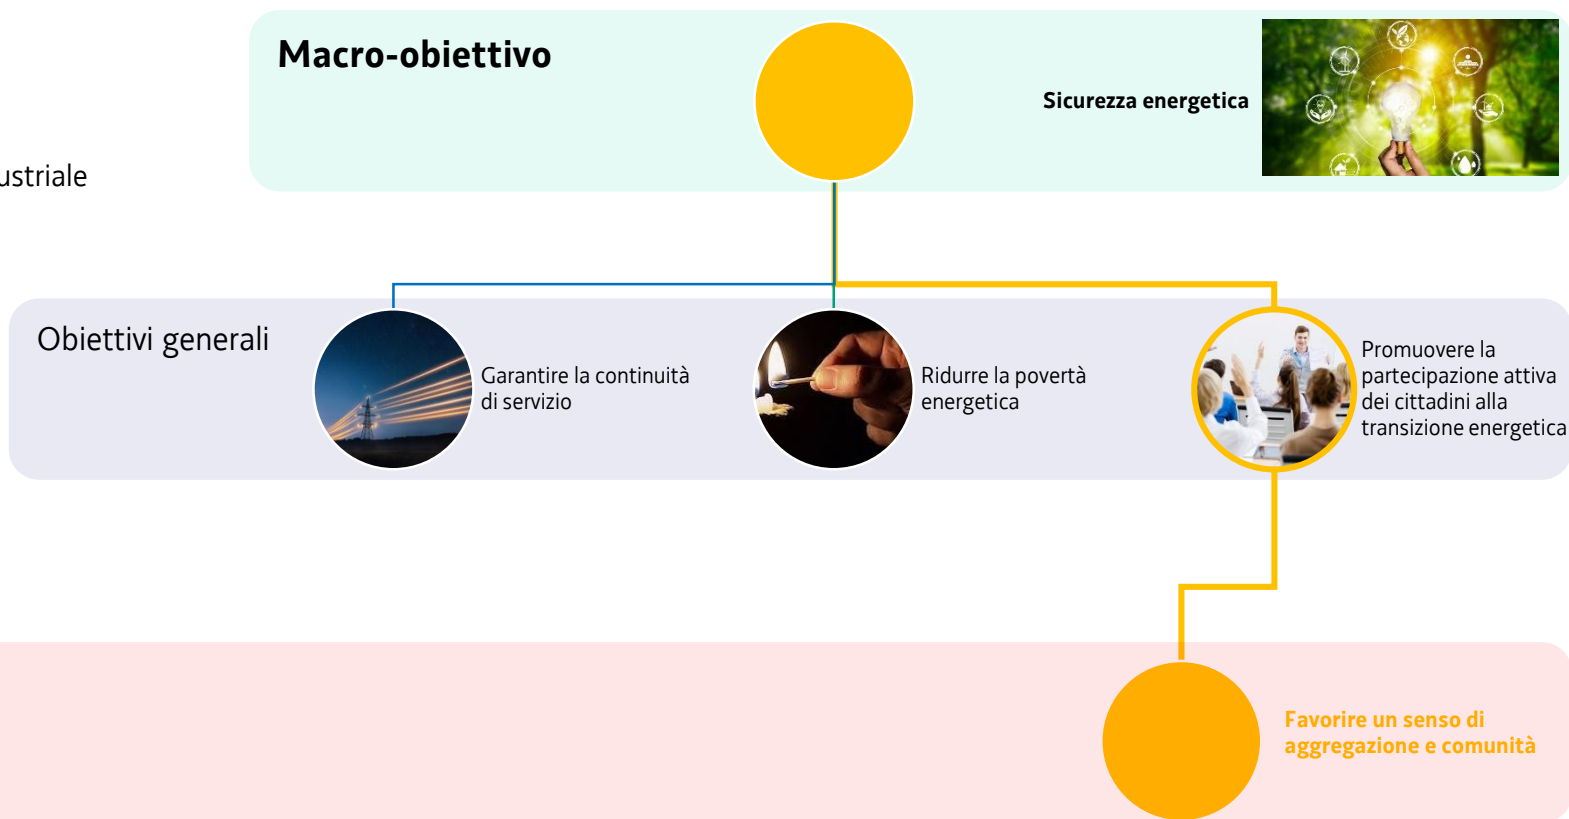 Macro-obiettivo
Sicurezza energetica
ustriale
Obiettivi generali
Garantire la continuità
di servizio
Ridurre la povertà
energetica
Promuovere la
partecipazione attiva
dei cittadini alla
transizione energetica
Favorire un senso di
aggregazione e comunità